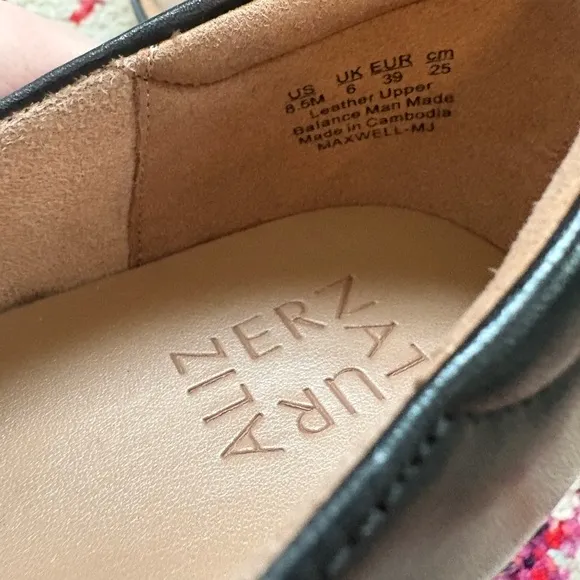 US UK EUR cm
8.5M 6 39 25
Leather Upper
Balance Man Made
Made in Cambodia
MAXWELL-MJ
NATURALIZER